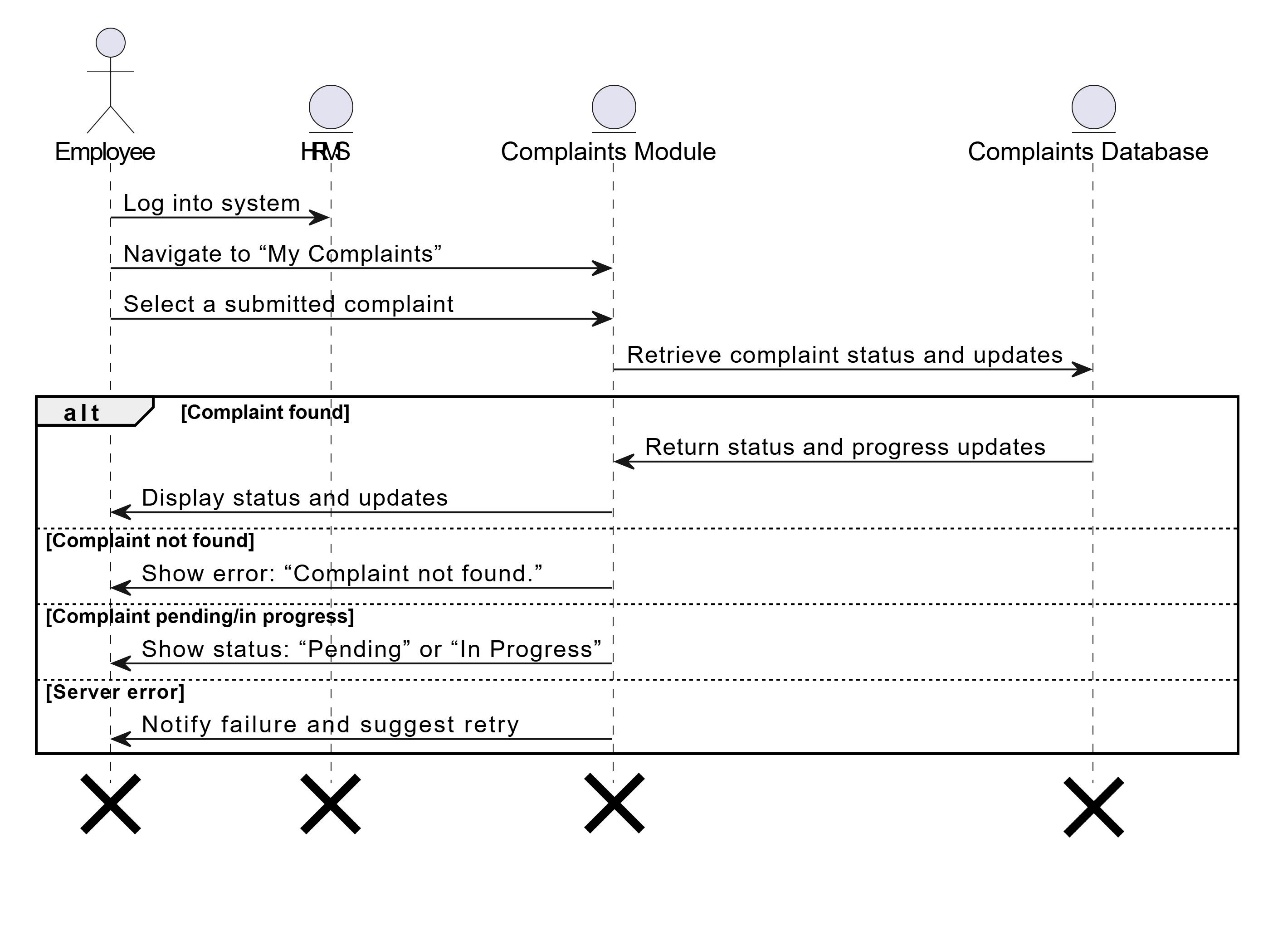 Employee
HRMS
Complaints Module
Complaints Database
Log into system
Navigate to “My Complaints”
Select a submitted complaint
Retrieve complaint status and updates
alt
[Complaint found]
Return status and progress updates
Display status and updates
[Complaint not found]
Show error: “Complaint not found.”
[Complaint pending/in progress]
Show status: “Pending” or “In Progress”
[Server error]
Notify failure and suggest retry